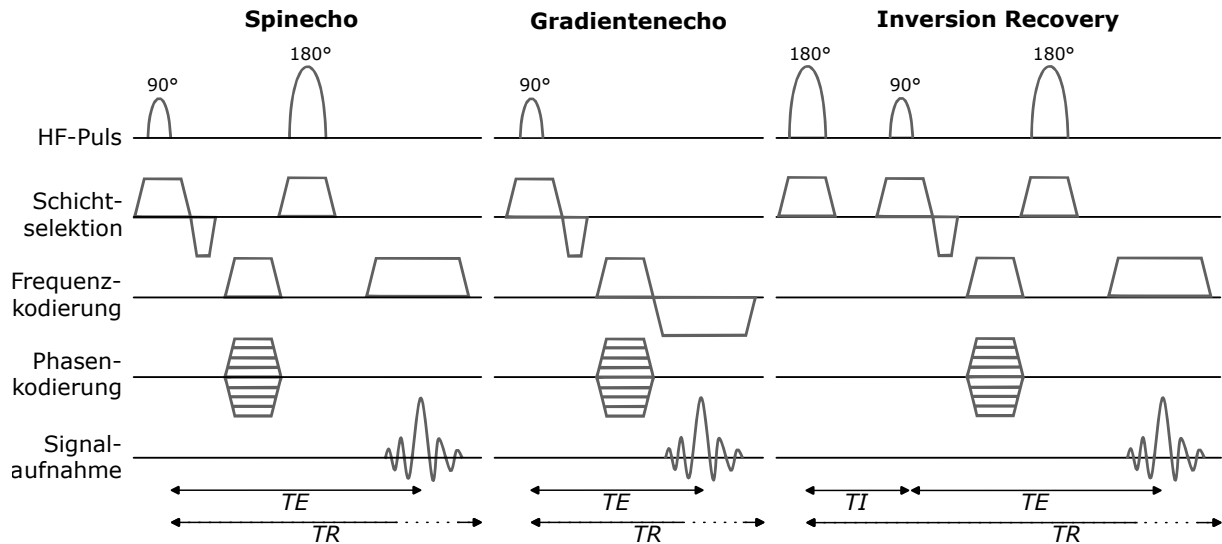 Spinecho
Gradientenecho
Inversion Recovery
90°
180°
90°
180°
90°
180°
HF-Puls
Schicht-
selektion
Frequenz-
kodierung
Phasen-
kodierung
Signal-
aufnahme
TE
TE
TI
TE
TR
TR
TR